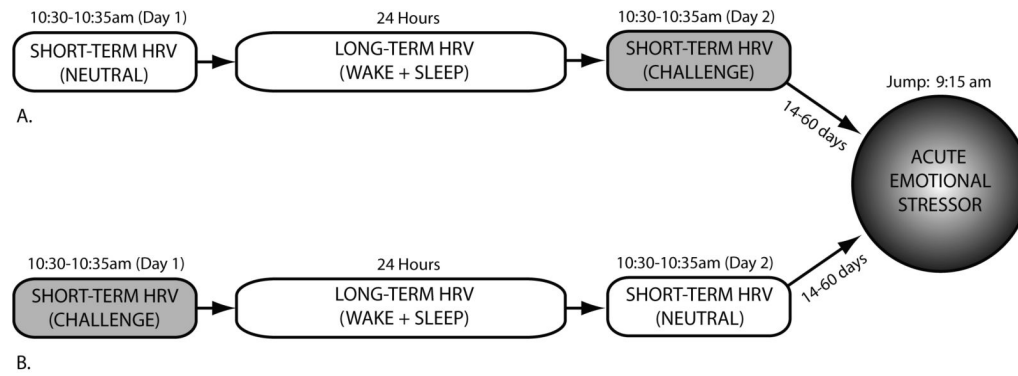 10:30-10:35am (Day 1)
24 Hours
10:30-10:35am (Day 2)
SHORT-TERM HRV
(NEUTRAL)
LONG-TERM HRV
(WAKE + SLEEP)
SHORT-TERM HRV
(CHALLENGE)
A.
14-60 days
Jump: 9:15 am
ACUTE
EMOTIONAL
STRESSOR
10:30-10:35am (Day 1)
24 Hours
10:30-10:35am (Day 2)
SHORT-TERM HRV
(CHALLENGE)
LONG-TERM HRV
(WAKE + SLEEP)
SHORT-TERM HRV
(NEUTRAL)
14-60 days
B.